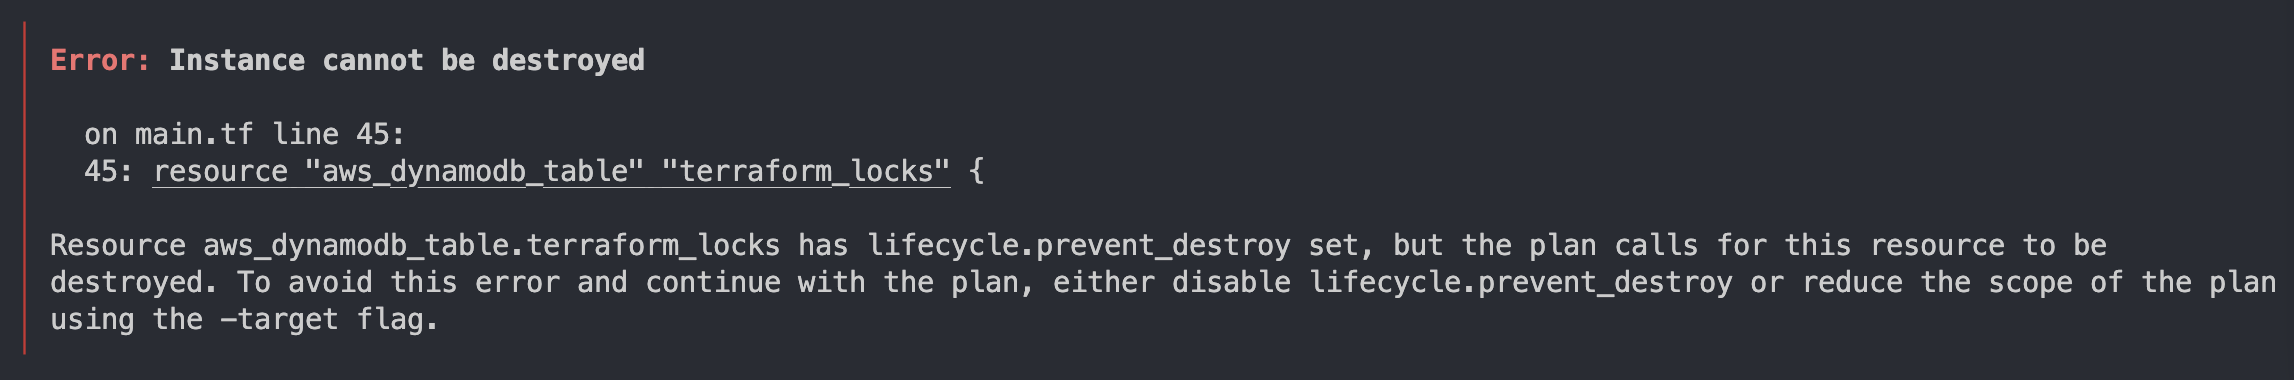 Error: Instance cannot be destroyed
on main.tf line 45:
45: resource "aws_dynamodb_table" "terraform_locks" {
Resource aws_dynamodb_table.terraform_locks has lifecycle.prevent_destroy set, but the plan calls for this resource to be
destroyed. To avoid this error and continue with the plan, either disable lifecycle.prevent_destroy or reduce the scope of the plan
using the -target flag.